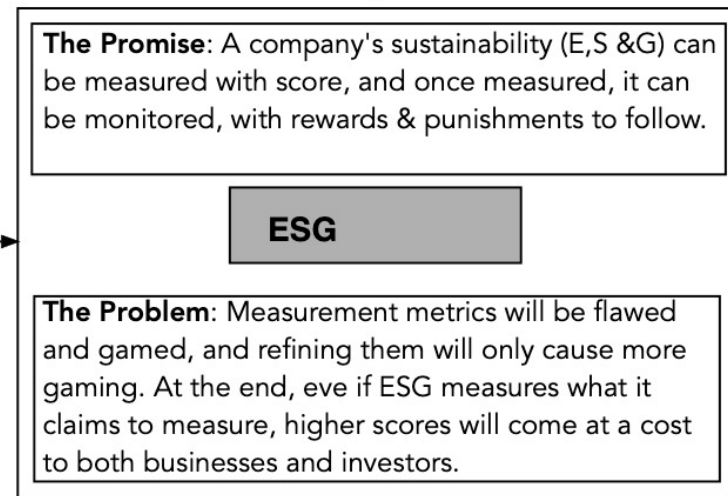 The Promise: A company's sustainability (E,S &G) can
be measured with score, and once measured, it can
be monitored, with rewards & punishments to follow.
ESG
The Problem: Measurement metrics will be flawed
and gamed, and refining them will only cause more
gaming. At the end, eve if ESG measures what it
claims to measure, higher scores will come at a cost
to both businesses and investors.